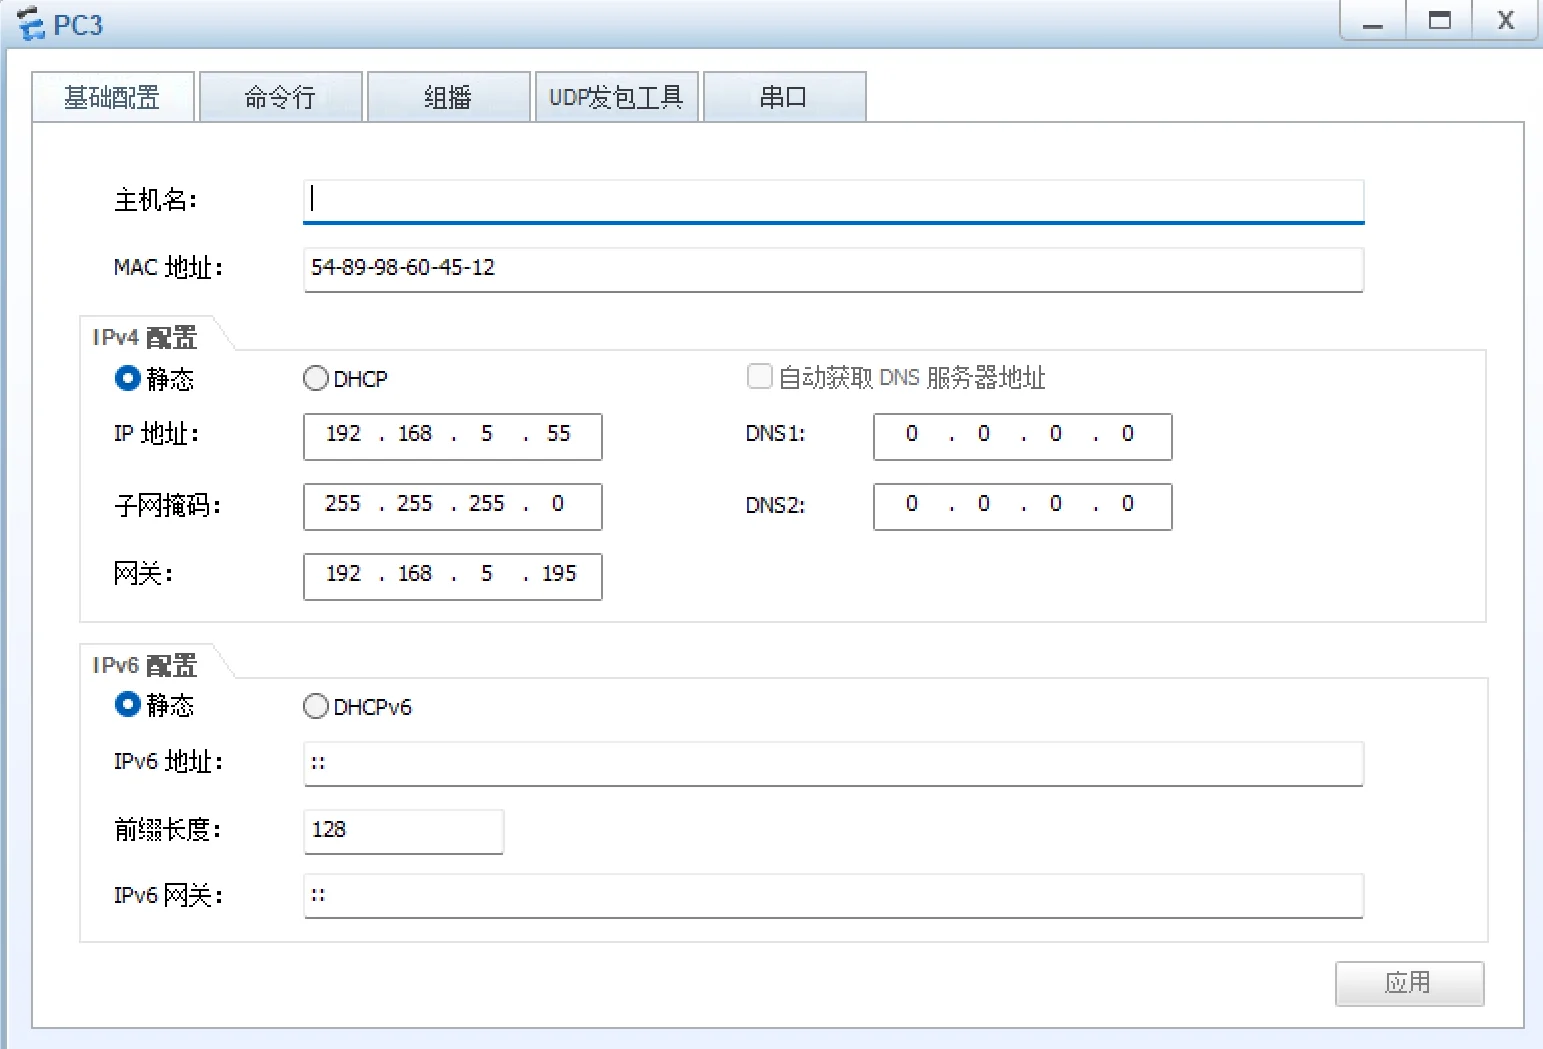 PC3
基础配置 命令行 组播 UDP发包工具 串口
主机名:
MAC 地址: 54-89-98-60-45-12
IPv4 配置
静态 DHCP 自动获取 DNS 服务器地址
IP 地址: 192 . 168 . 5 . 55 DNS1: 0 . 0 . 0 . 0
子网掩码: 255 . 255 . 255 . 0 DNS2: 0 . 0 . 0 . 0
网关: 192 . 168 . 5 . 195
IPv6 配置
静态 DHCPv6
IPv6 地址: ::
前缀长度: 128
IPv6 网关: ::
应用